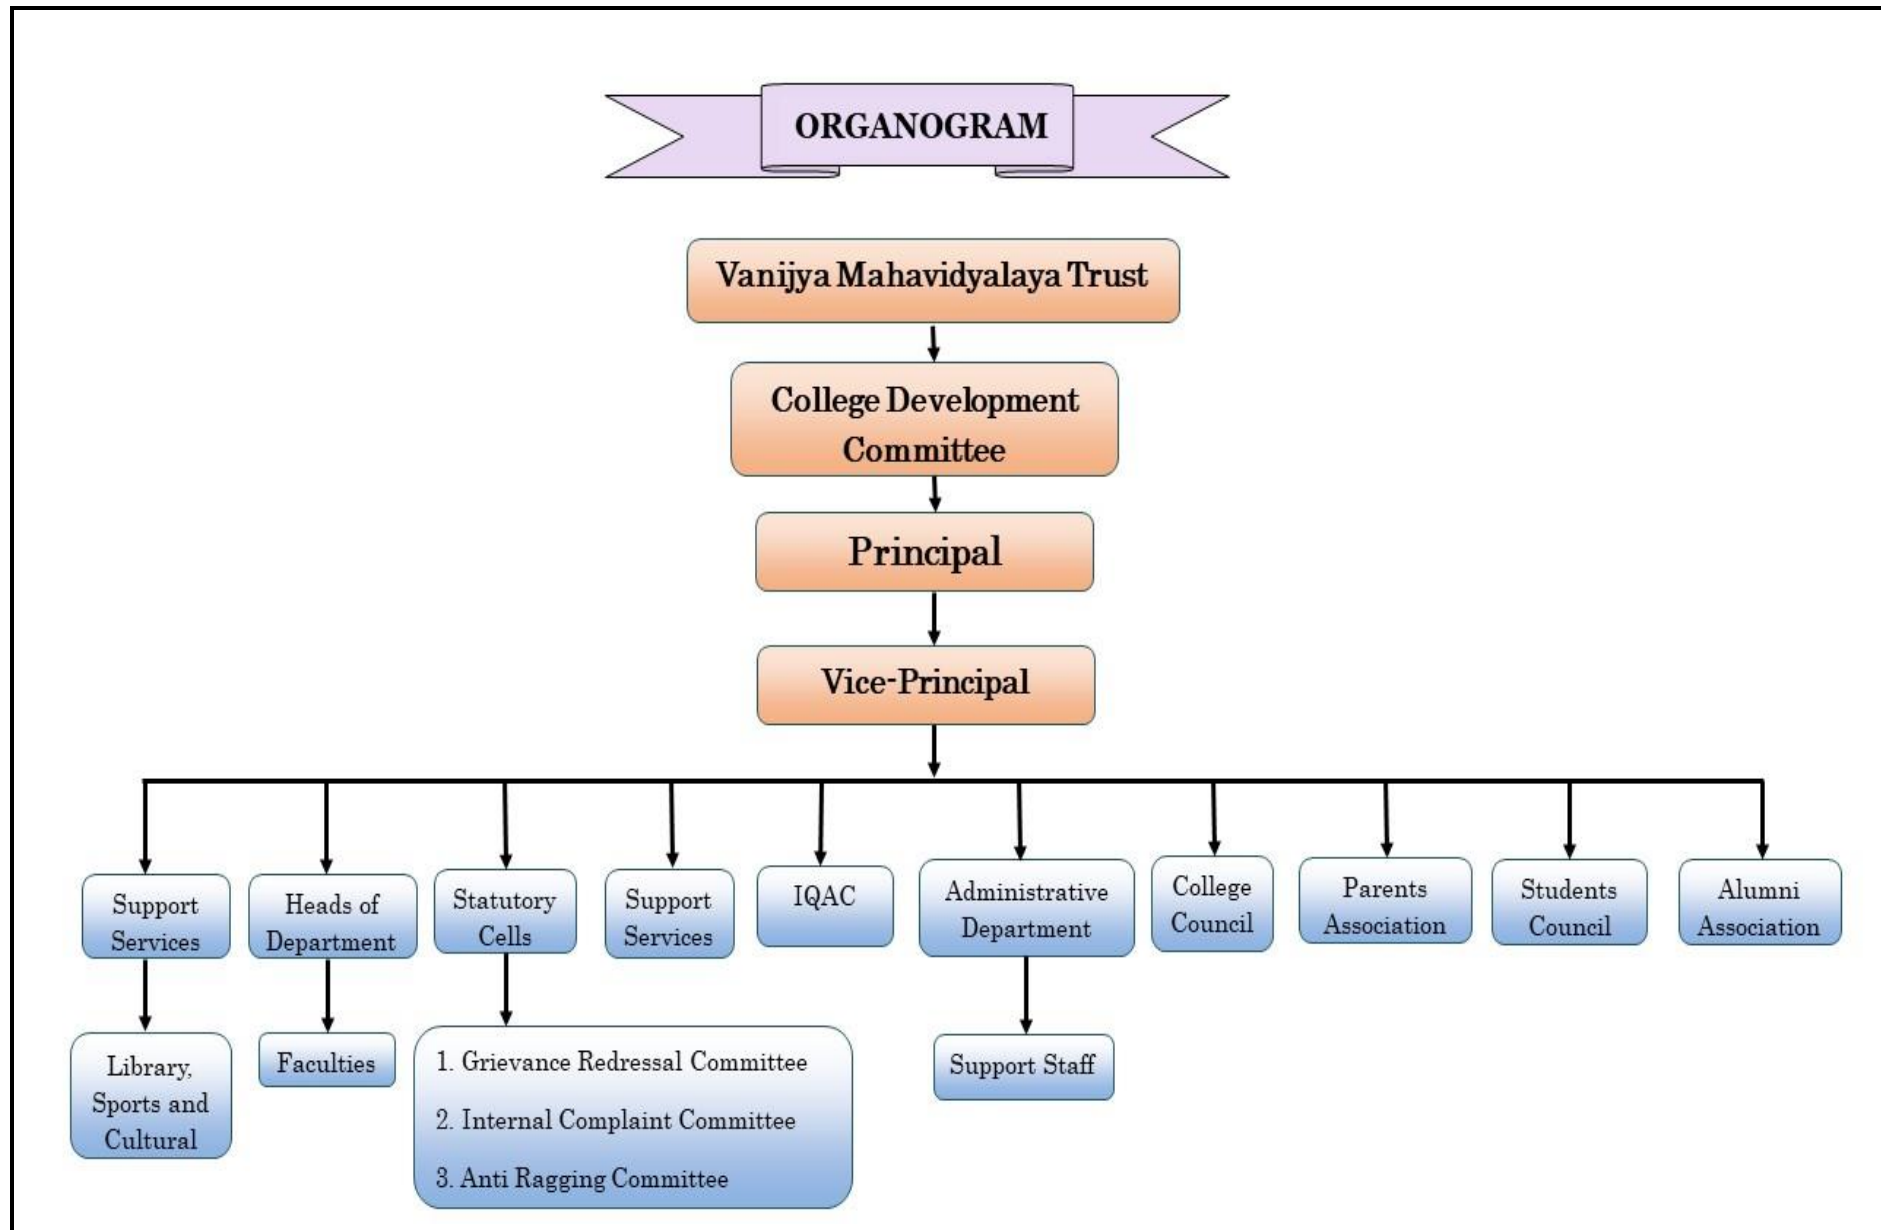 ORGANOGRAM
Vanijya Mahavidyalaya Trust
College Development
Committee
Principal
Vice-Principal
Support
Services
Heads of
Department
Statutory
Cells
Support
Services
IQAC
Administrative
Department
College
Council
Parents
Association
Students
Council
Alumni
Association
Library,
Sports and
Cultural
Faculties
1. Grievance Redressal Committee
2. Internal Complaint Committee
3. Anti Ragging Committee
Support Staff